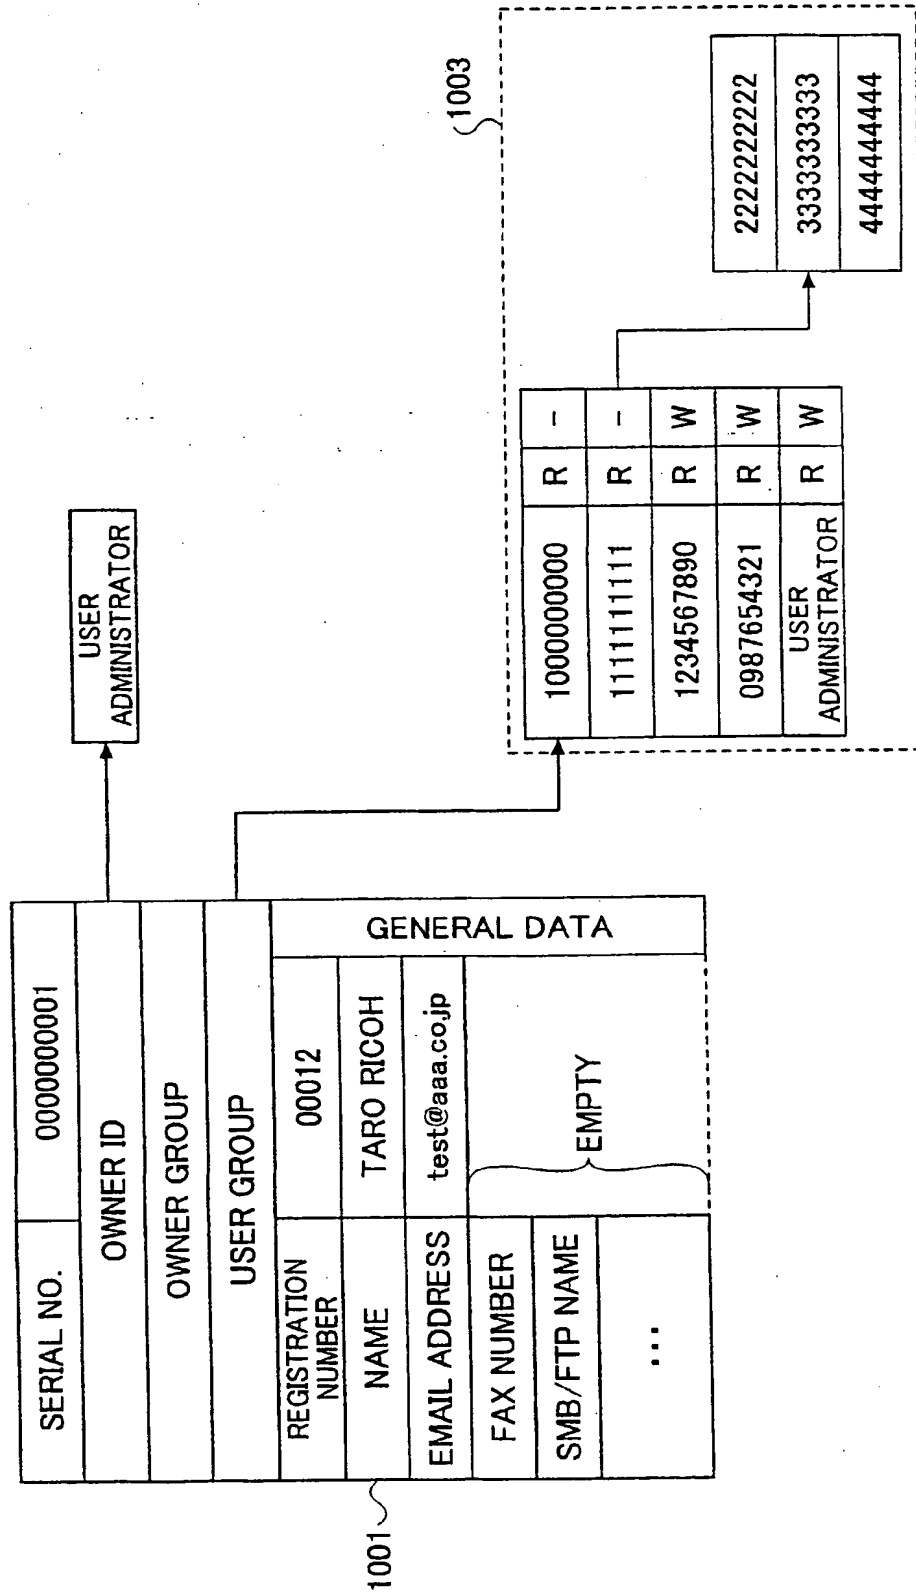 SERIAL NO. 0000000001
OWNER ID
OWNER GROUP
USER GROUP
REGISTRATION
NUMBER
00012
NAME TARO RICOH
EMAIL ADDRESS test@aaa.co.jp
FAX NUMBER
SMB/FTP NAME
...
EMPTY
GENERAL DATA
1001
USER
ADMINISTRATOR
1003
1000000000 R -
1111111111 R -
1234567890 R W
0987654321 R W
USER
ADMINISTRATOR
R W
2222222222
3333333333
4444444444